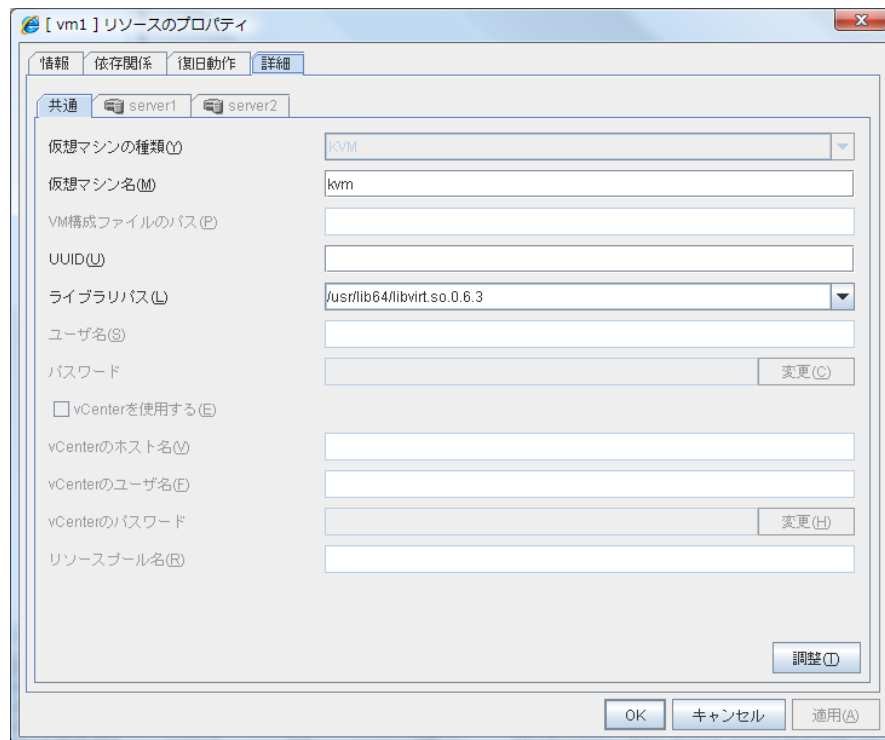 [ vm1 ] リソースのプロパティ
情報 依存関係 復旧動作 詳細
共通 server1 server2
仮想マシンの種類(Y) KVM
仮想マシン名(M) kvm
VM構成ファイルのパス(P)
UUID(U)
ライブラリパス(L) /usr/lib64/libvirt.so.0.6.3
ユーザ名(S)
パスワード 変更(C)
vCenterを使用する(E)
vCenterのホスト名(V)
vCenterのユーザ名(F)
vCenterのパスワード 変更(H)
リソースプール名(R)
調整(T)
OK キャンセル 適用(A)